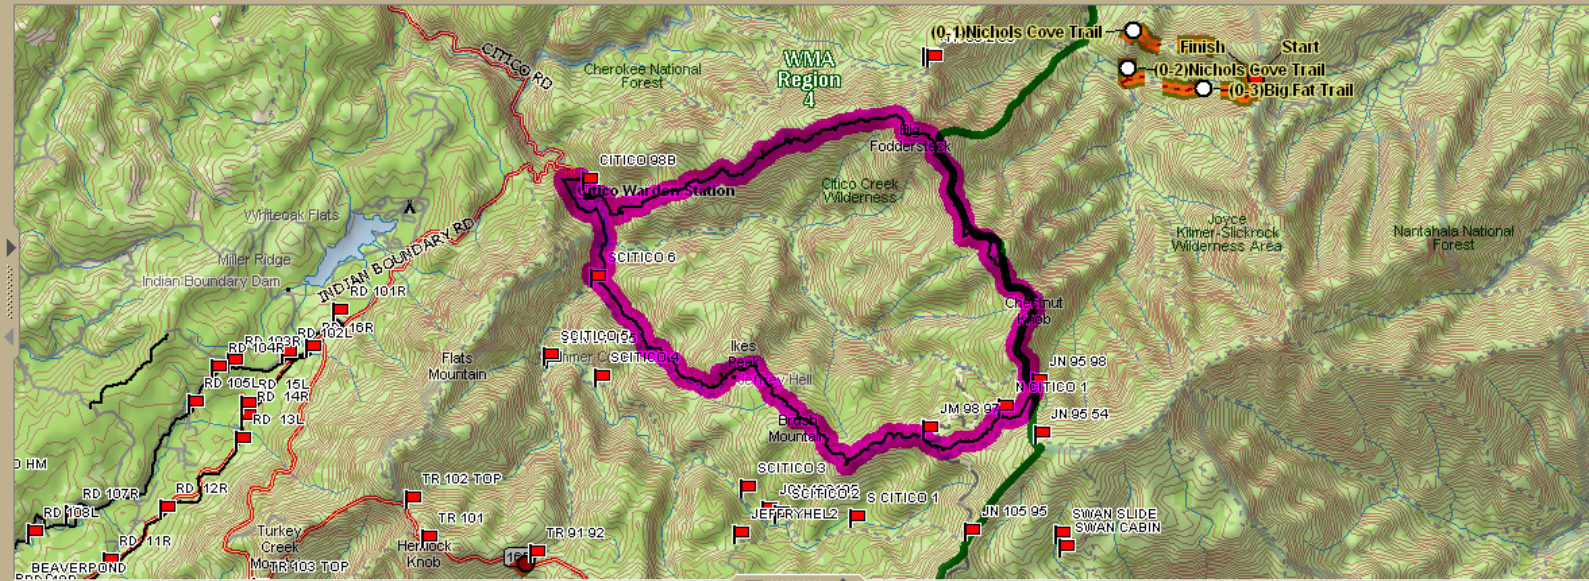 (0-1)Nichols Cove Trail
Finish
Start
CITICO RD
WMA
Region
4
Cherokee National
Forest
(0-2)Nichols Cove Trail
(0-3)Big Fat Trail
Big
Fodderstack
CITICO 98B
Citico Warden Station
Citico Creek
Wilderness
Whiteoak Flats
Joyce
Kilmer-Slickrock
Wilderness Area
Nantahala National
Forest
Miller Ridge
SCITICO 6
Indian Boundary Dam
INDIAN BOUNDARY RD
RD 101R
Chestnut
Knob
RD 102L
16R
RD 103R
RD 104R
SCITICO 5
SCITICO 4
Ikes
Peak
Flats
Mountain
JN 95 98
RD 105L
RD 15L
Jeffrey Hell
N CITICO 1
RD 14R
JM 98 97
RD 13L
Brush
Mountain
JN 95 54
O HM
SCITICO 3
TR 102 TOP
RD 12R
RD 107R
SCITICO 2
S CITICO 1
RD 108L
JEFFRYHEL2
JN 105 95
SWAN SLIDE
SWAN CABIN
TR 101
Turkey
Creek
Hemlock
Knob
TR 91-92
RD 11R
TR 103 TOP
BEAVERPOND